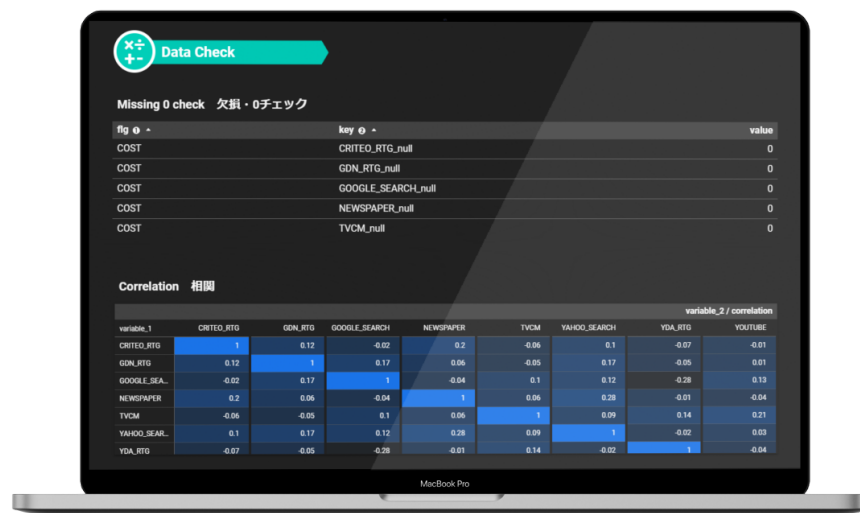 Data Check
Missing 0 check 欠損・0チェック
flg key value
COST CRITEO_RTG_null 0
COST GDN_RTG_null 0
COST GOOGLE_SEARCH_null 0
COST NEWSPAPER_null 0
COST TVCM_null 0
Correlation 相関
variable_2 / correlation
variable_1 CRITEO_RTG GDN_RTG GOOGLE_SEARCH NEWSPAPER TVCM YAHOO_SEARCH YDA_RTG YOUTUBE
CRITEO_RTG 1 0.12 -0.02 0.2 -0.06 0.1 -0.07 -0.01
GDN_RTG 0.12 1 0.17 0.06 -0.05 0.17 -0.05 0.01
GOOGLE_SEA... -0.02 0.17 1 -0.04 0.1 0.12 -0.28 0.13
NEWSPAPER 0.2 0.06 -0.04 1 0.06 0.28 -0.01 -0.04
TVCM -0.06 -0.05 0.1 0.06 1 0.09 0.14 0.21
YAHOO_SEAR... 0.1 0.17 0.12 0.28 0.09 1 -0.02 0.03
YDA_RTG -0.07 -0.05 -0.28 -0.01 0.14 -0.02 1 -0.04
MacBook Pro